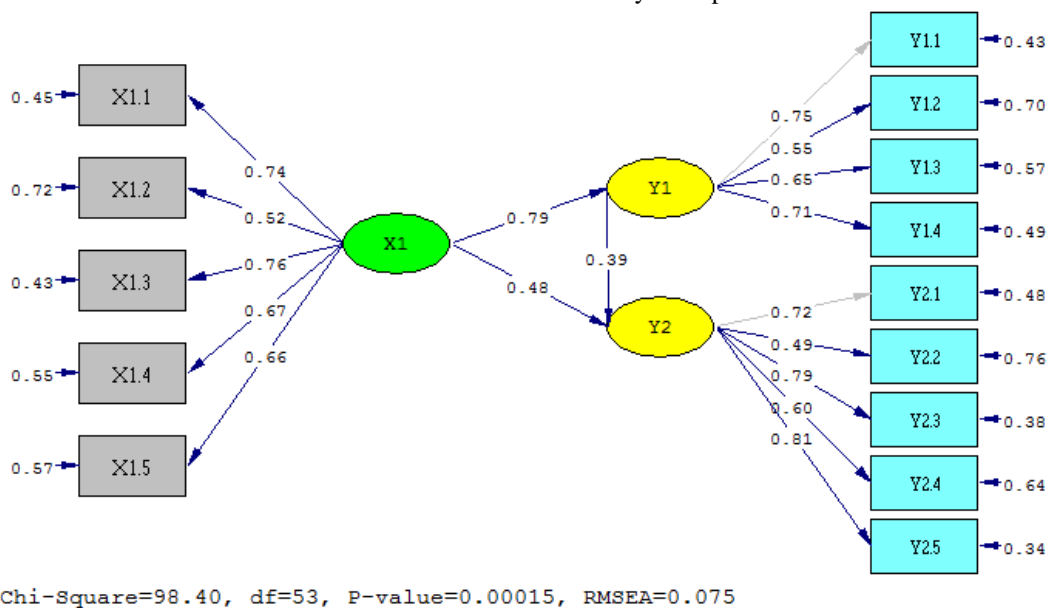 X1.1
0.45
0.74
X1.2
0.72
0.52
X1.3
0.43
0.76
X1.4
0.55
0.67
X1.5
0.57
0.66
X1
0.79
0.48
Y1
0.39
Y2
0.75
0.55
0.65
0.71
0.72
0.49
0.79
0.60
0.81
Y1.1
0.43
Y1.2
0.70
Y1.3
0.57
Y1.4
0.49
Y2.1
0.48
Y2.2
0.76
Y2.3
0.38
Y2.4
0.64
Y2.5
0.34
Chi-Square=98.40, df=53, P-value=0.00015, RMSEA=0.075